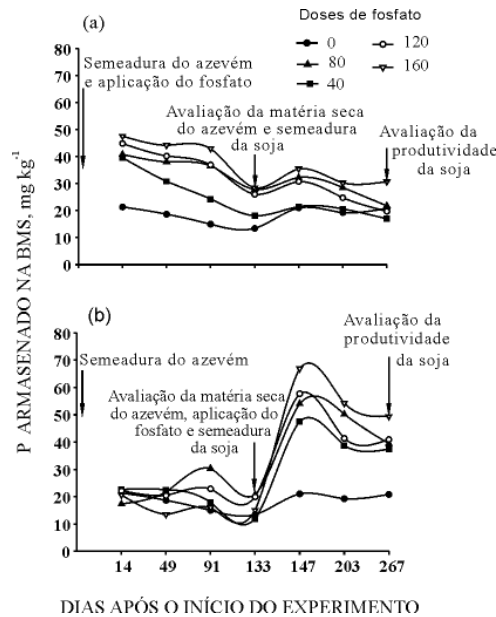 Doses de fosfato
0
80
40
120
160
(a)
Semeadura do azevém
e aplicação do fosfato
Avaliação da matéria seca
do azevém e semeadura
da soja
Avaliação da
produtividade
da soja
80
70
60
50
40
30
20
10
0
P ARMASENADO NA BMS, mg kg-1
(b)
Semeadura do azevém
Avaliação da matéria seca
do azevém, aplicação do
fosfato e semeadura
da soja
Avaliação da
produtividade
da soja
80
70
60
50
40
30
20
10
0
14 49 91 133 147 203 267
DIAS APÓS O INÍCIO DO EXPERIMENTO